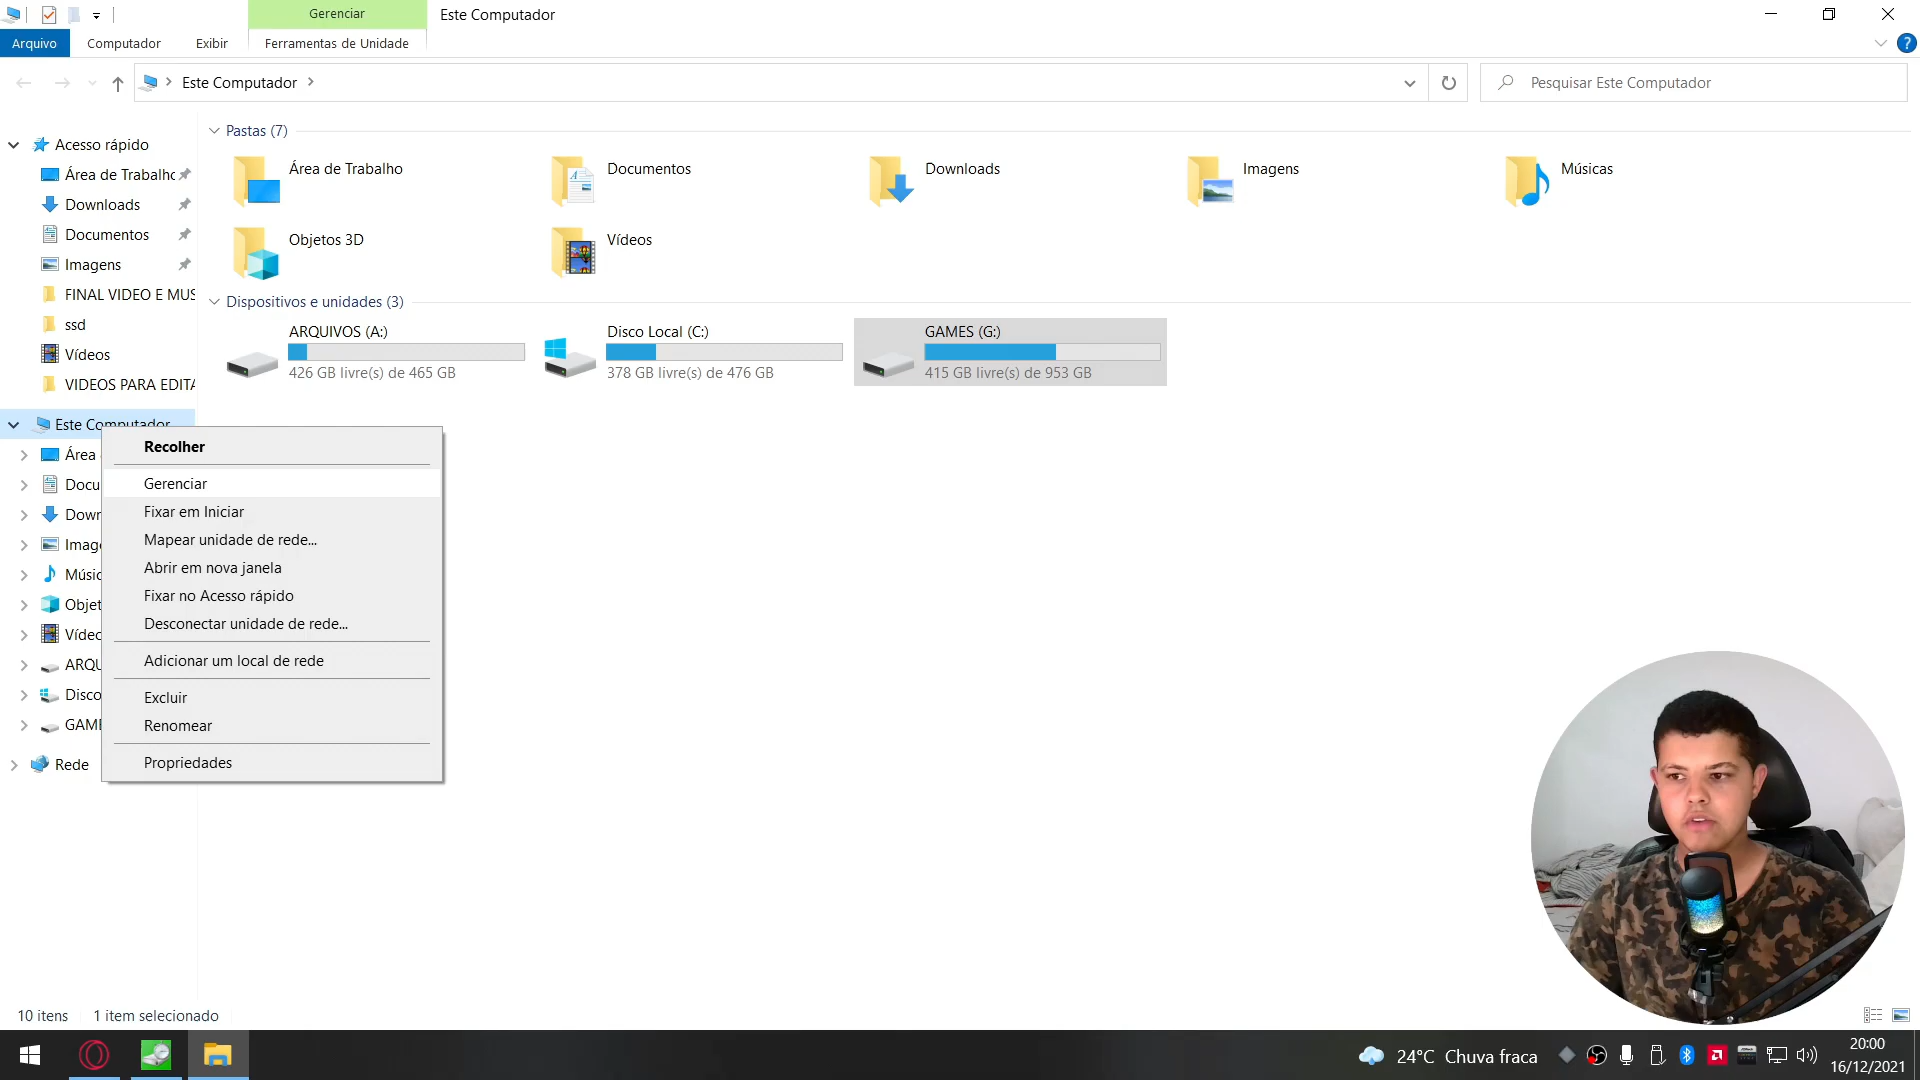 Gerenciar
Este Computador
Arquivo
Computador
Exibir
Ferramentas de Unidade
?
Este Computador
Pesquisar Este Computador
Acesso rápido
Área de Trabalho
Downloads
Documentos
Imagens
FINAL VIDEO E MUS
ssd
Vídeos
VIDEOS PARA EDITA
Este Computador
Área
Docu
Dowr
Image
Músic
Objet
Vídec
ARQU
Disco
GAME
Rede
Pastas (7)
Área de Trabalho
Documentos
Downloads
Imagens
Músicas
Objetos 3D
Vídeos
Dispositivos e unidades (3)
ARQUIVOS (A:)
426 GB livre(s) de 465 GB
Disco Local (C:)
378 GB livre(s) de 476 GB
GAMES (G:)
415 GB livre(s) de 953 GB
Recolher
Gerenciar
Fixar em Iniciar
Mapear unidade de rede...
Abrir em nova janela
Fixar no Acesso rápido
Desconectar unidade de rede...
Adicionar um local de rede
Excluir
Renomear
Propriedades
10 itens
1 item selecionado
24°C Chuva fraca
20:00
16/12/2021